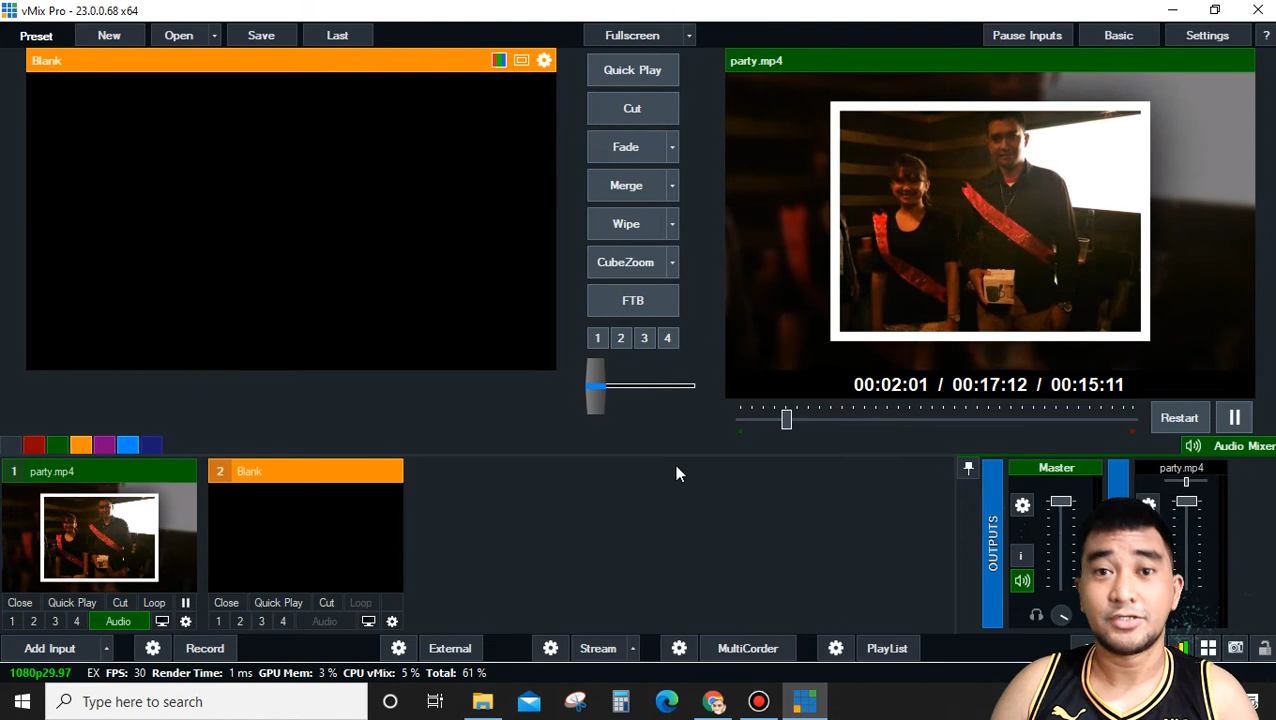 vMix Pro - 23.0.0.68 x64
Preset New Open Save Last Fullscreen Pause Inputs Basic Settings ?
Blank
party.mp4
Quick Play
Cut
Fade
Merge
Wipe
CubeZoom
FTB
1 2 3 4
00:02:01 / 00:17:12 / 00:15:11
Restart
Audio Mixer
1 party.mp4
2 Blank
Master
party.mp4
OUTPUTS
i
Close Quick Play Cut Loop
Close Quick Play Cut Loop
1 2 3 4 Audio
1 2 3 4 Audio
Add Input Record External Stream MultiCorder PlayList
1080p29.97 EX FPS: 30 Render Time: 1 ms GPU Mem: 3 % CPU vMix: 5 % Total: 61 %
Type here to search